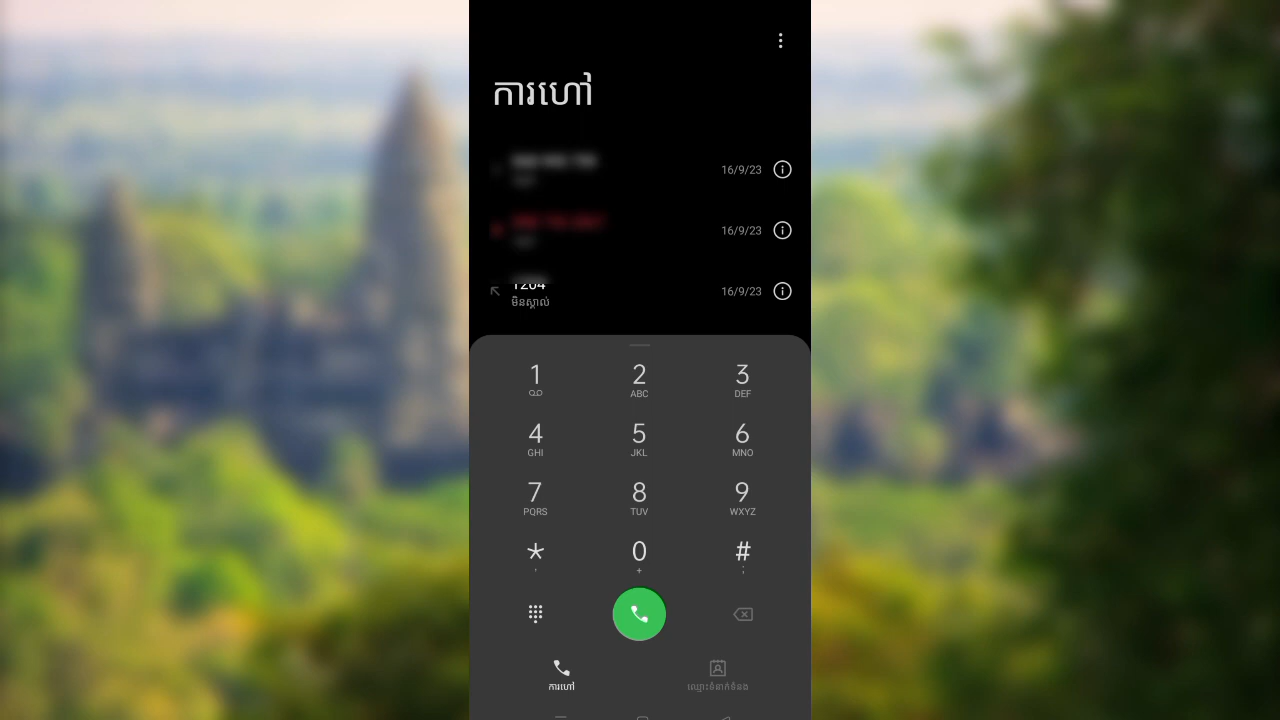 ការហៅ
16/9/23
16/9/23
1204
16/9/23
មិនស្គាល់
1
2
3
ABC
DEF
4
5
6
GHI
JKL
MNO
7
8
9
PQRS
TUV
WXYZ
*
0
#
,
+
;
ការហៅ
ឈ្មោះទំនាក់ទំនង